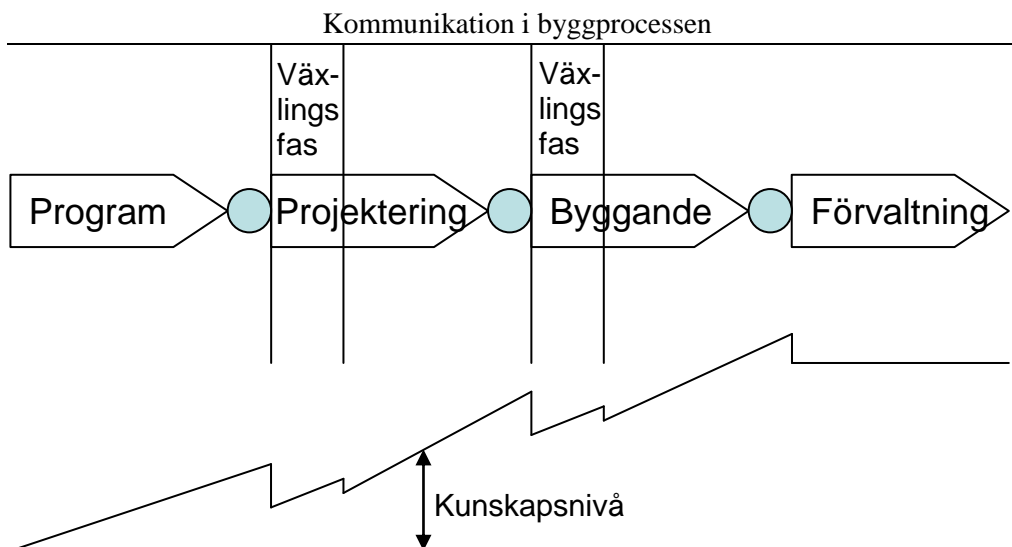 Kommunikation i byggprocessen
Väx-
lings
fas
Väx-
lings
fas
Program
Projektering
Byggande
Förvaltning
Kunskapsnivå